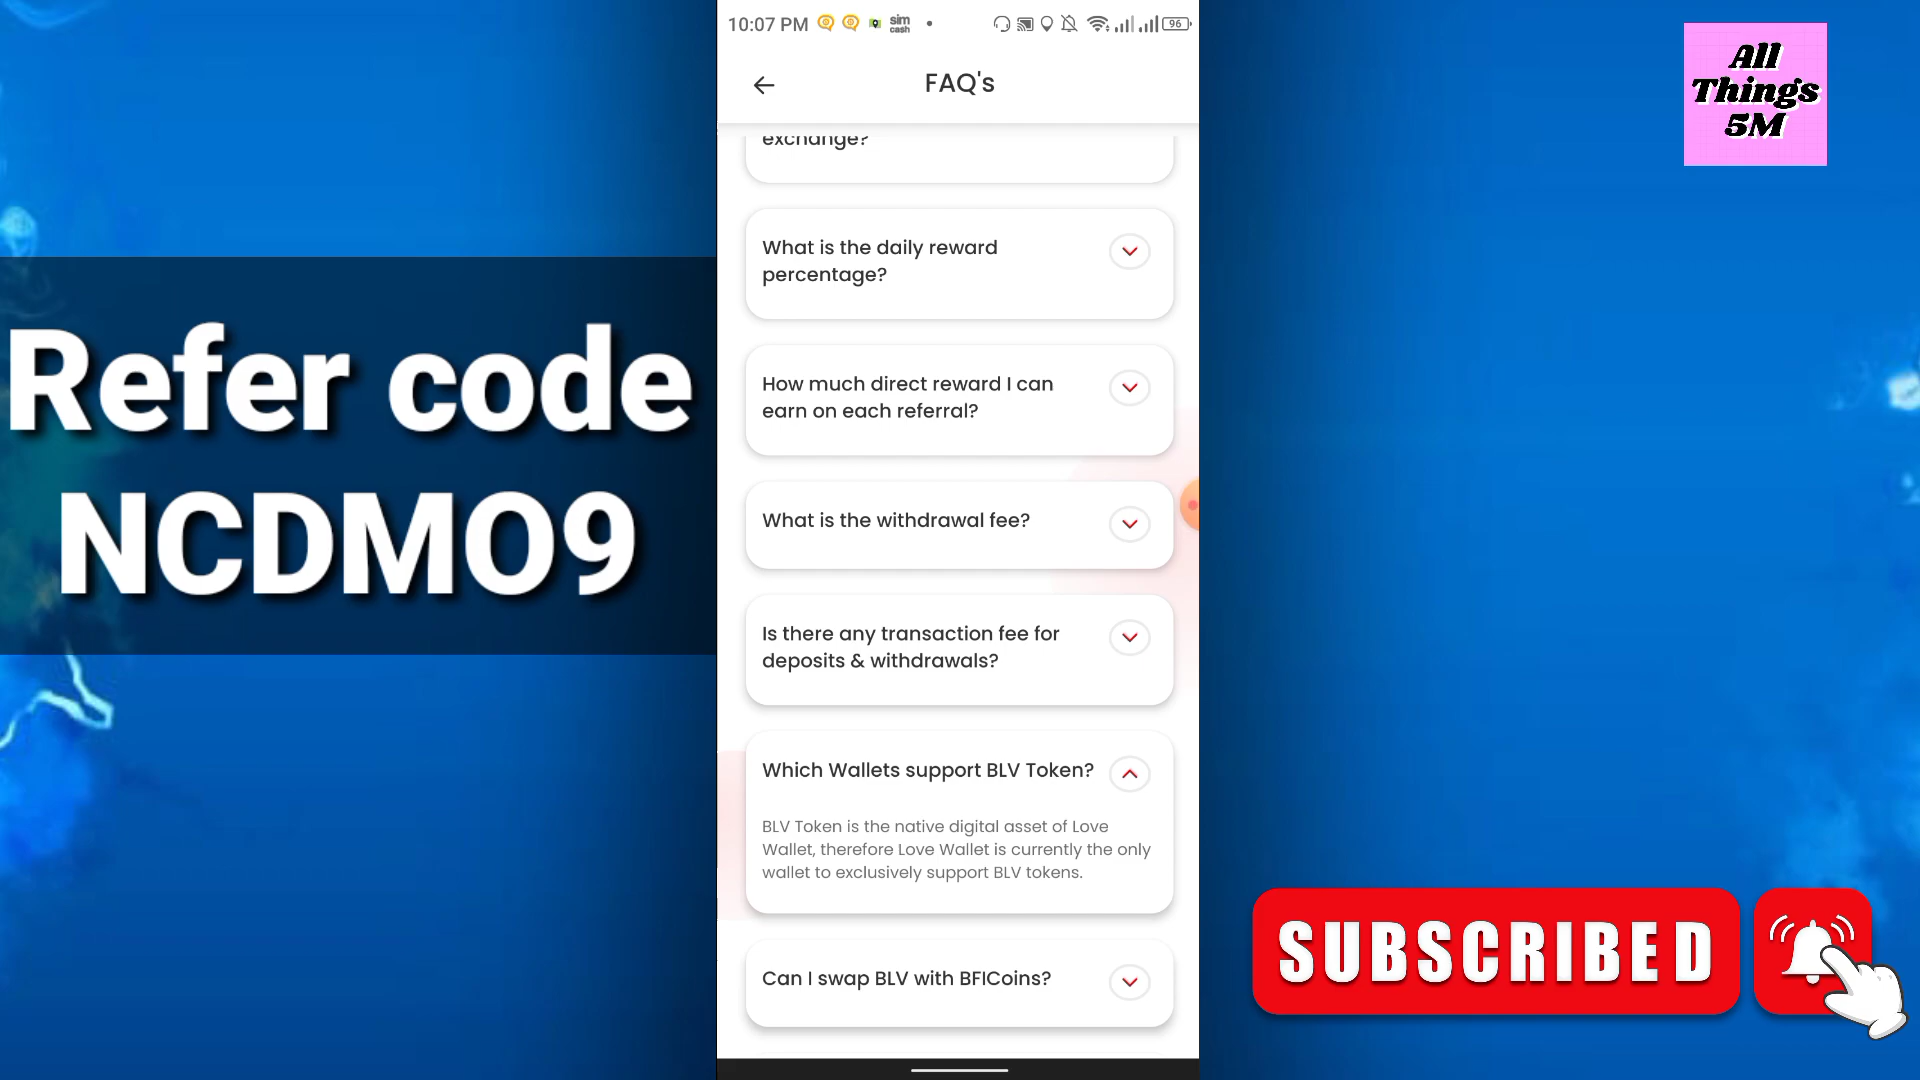 10:07 PM
sim
cash
96
FAQ's
exchange?
What is the daily reward
percentage?
How much direct reward I can
earn on each referral?
What is the withdrawal fee?
Is there any transaction fee for
deposits & withdrawals?
Which Wallets support BLV Token?
BLV Token is the native digital asset of Love
Wallet, therefore Love Wallet is currently the only
wallet to exclusively support BLV tokens.
Can I swap BLV with BFICoins?
Refer code
NCDMO9
All
Things
5M
SUBSCRIBED